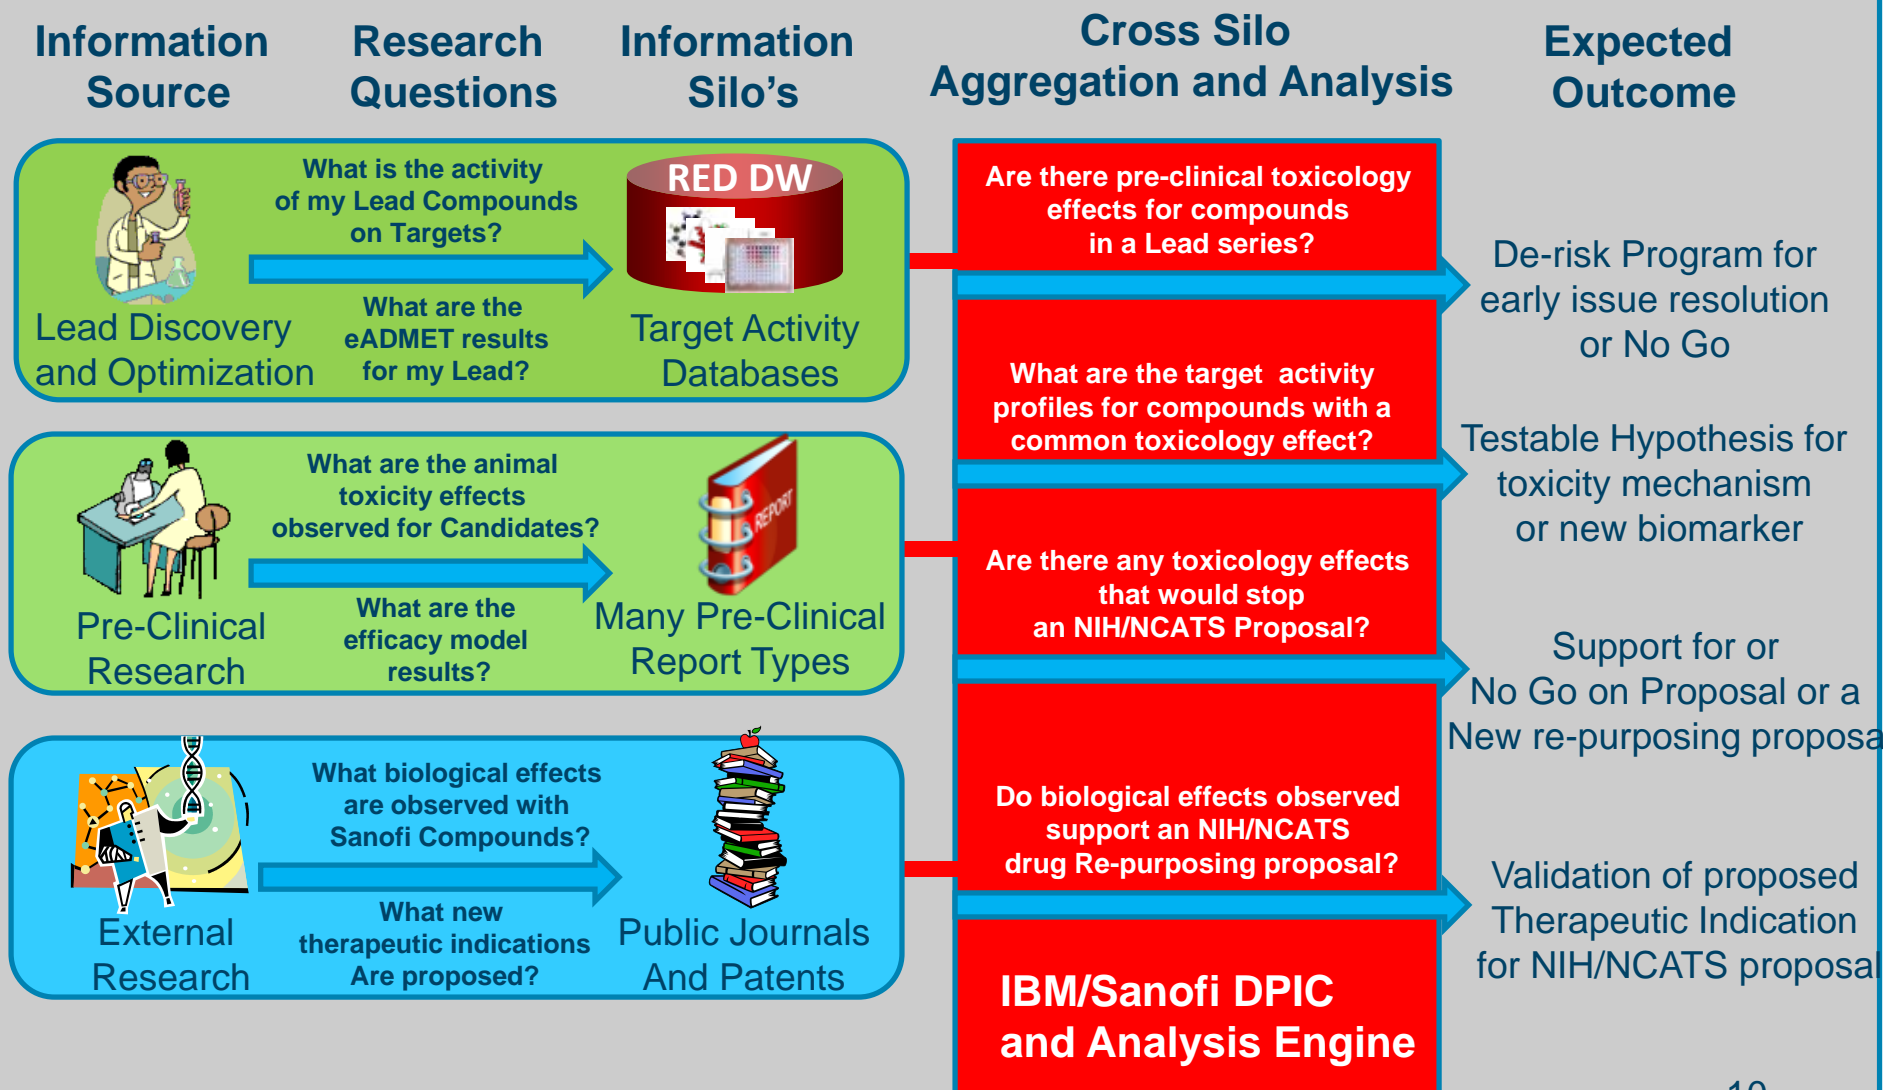 Information
Source
Research
Questions
Information
Silo's
Cross Silo
Aggregation and Analysis
Expected
Outcome
What is the activity
of my Lead Compounds
on Targets?
What are the
eADMET results
for my Lead?
Lead Discovery
and Optimization
RED DW
Target Activity
Databases
What are the animal
toxicity effects
observed for Candidates?
What are the
efficacy model
results?
Pre-Clinical
Research
REPORT
Many Pre-Clinical
Report Types
What biological effects
are observed with
Sanofi Compounds?
What new
therapeutic indications
Are proposed?
External
Research
Public Journals
And Patents
Are there pre-clinical toxicology
effects for compounds
in a Lead series?
What are the target activity
profiles for compounds with a
common toxicology effect?
Are there any toxicology effects
that would stop
an NIH/NCATS Proposal?
Do biological effects observed
support an NIH/NCATS
drug Re-purposing proposal?
IBM/Sanofi DPIC
and Analysis Engine
De-risk Program for
early issue resolution
or No Go
Testable Hypothesis for
toxicity mechanism
or new biomarker
Support for or
No Go on Proposal or a
New re-purposing proposa
Validation of proposed
Therapeutic Indication
for NIH/NCATS proposal